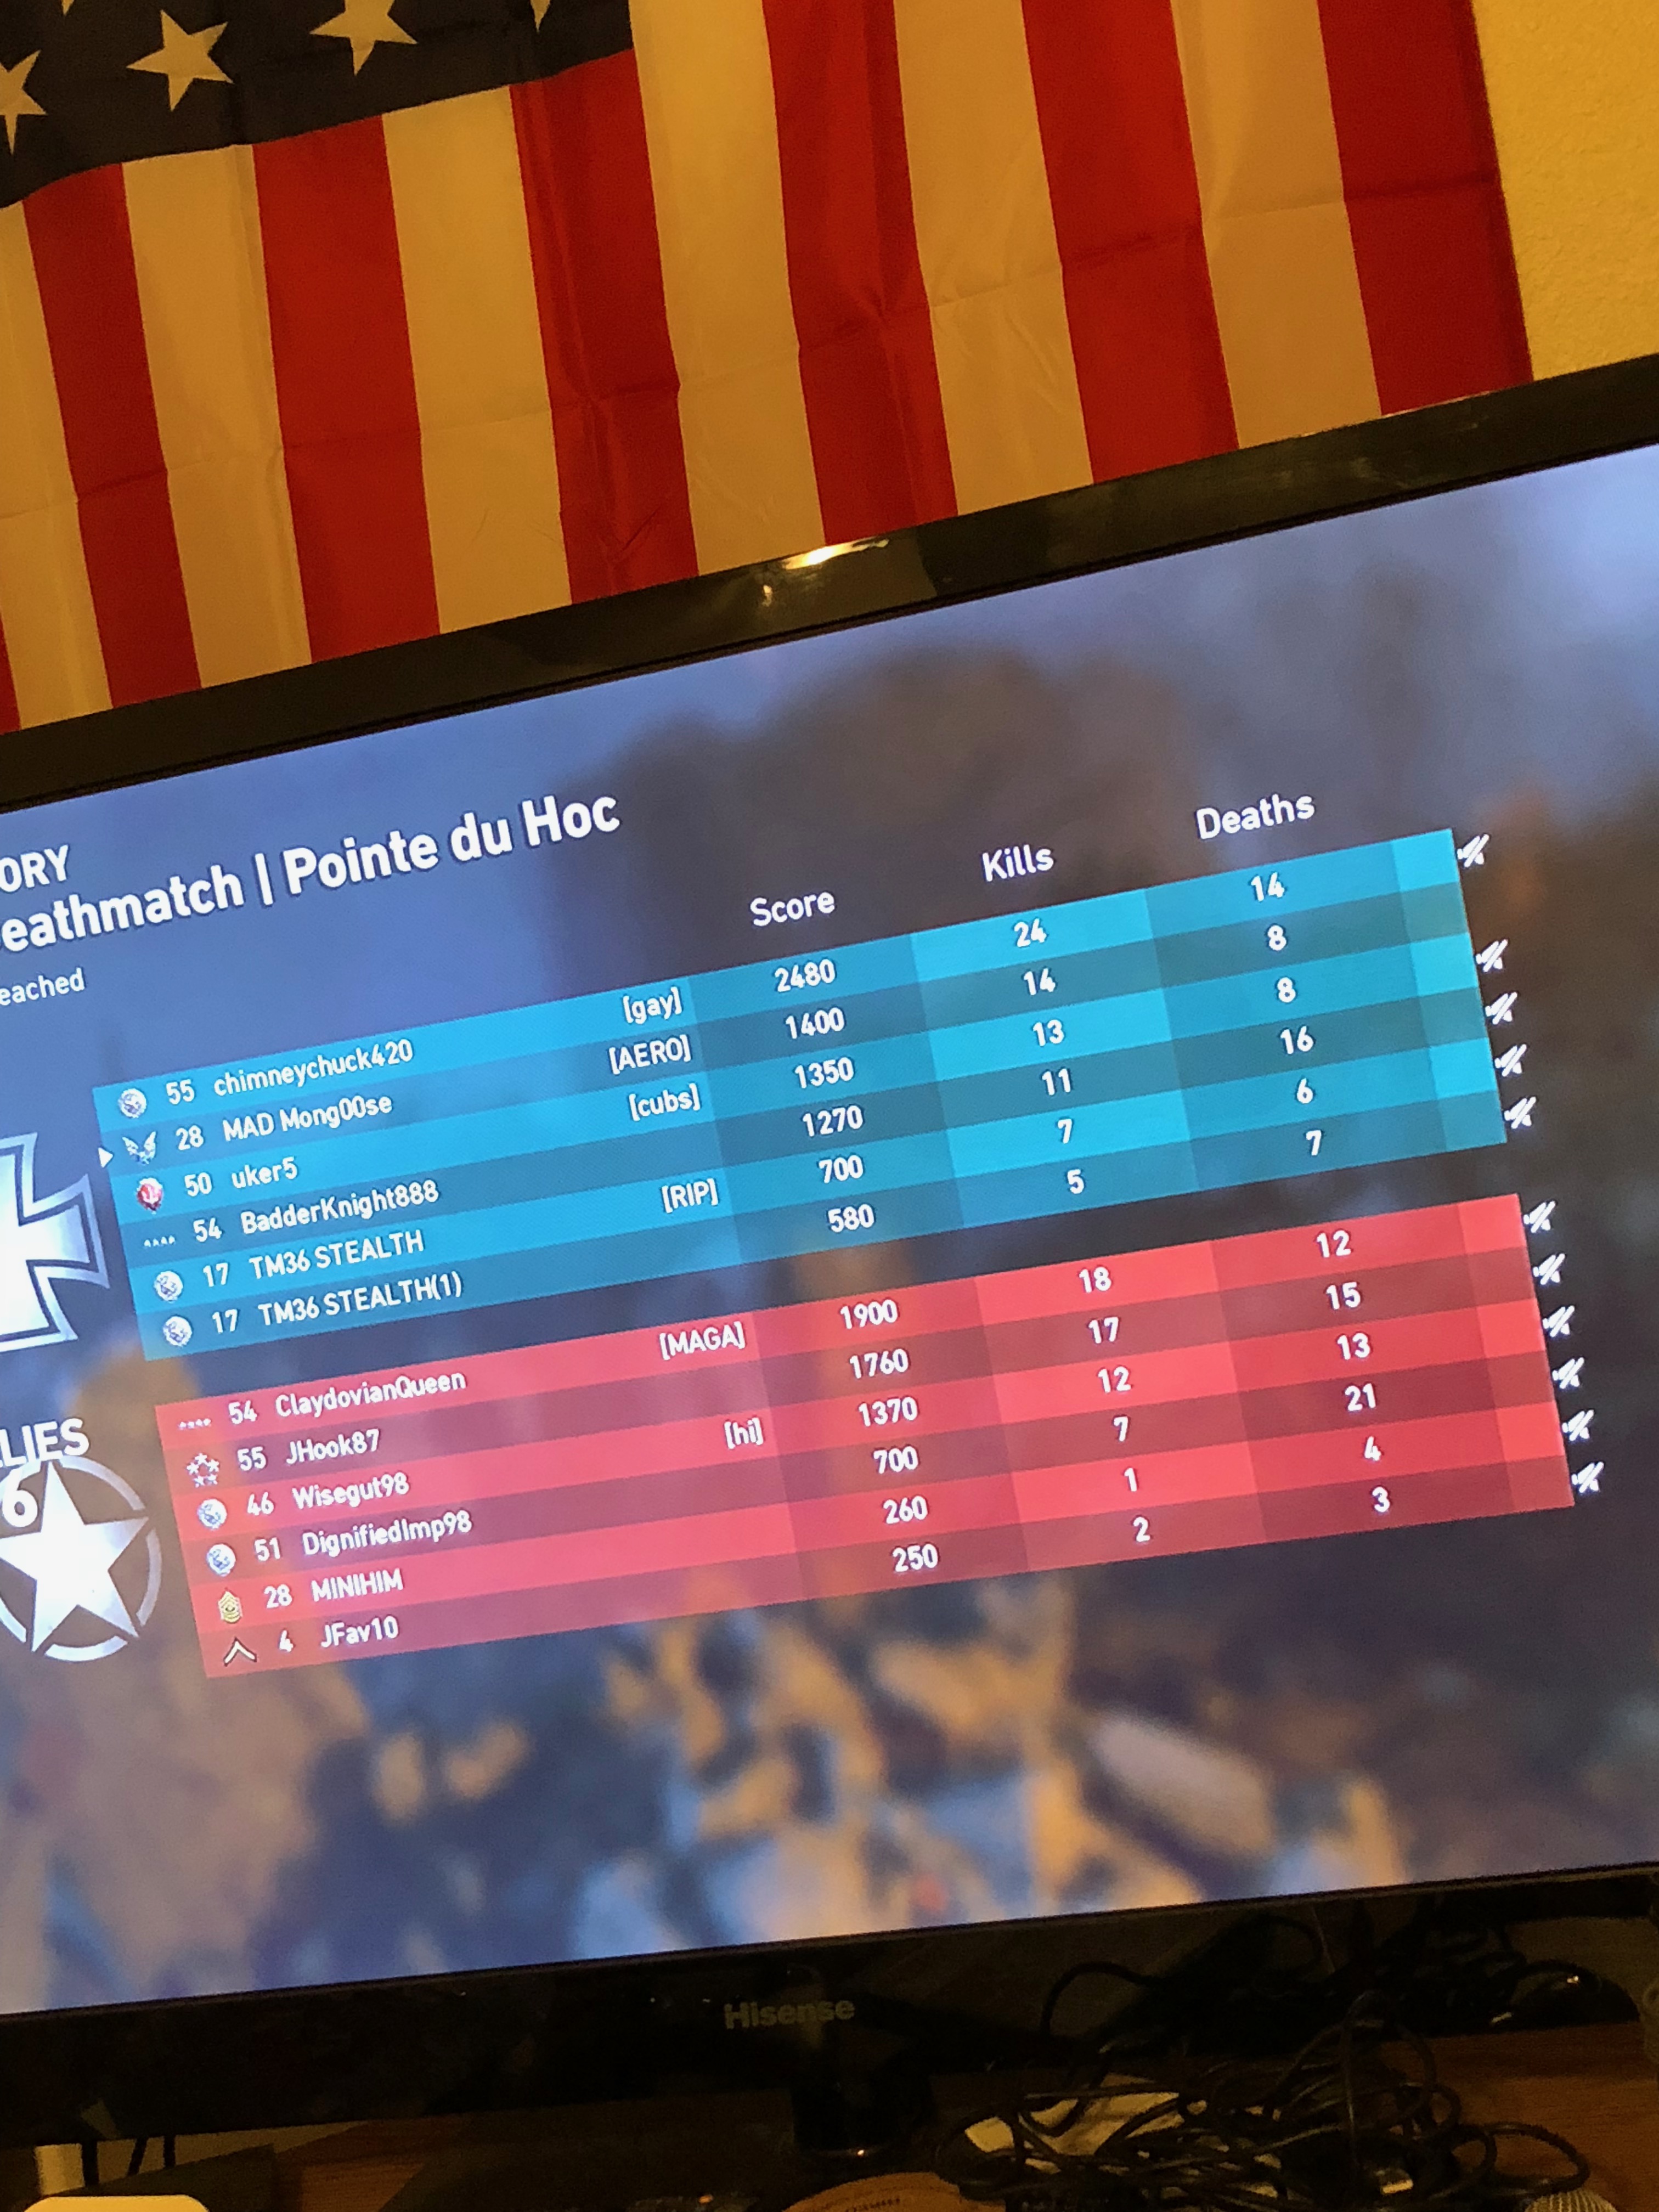 ORY
eathmatch | Pointe du Hoc
eached
Score Kills Deaths
55 chimneychuck420 [gay] 2480 24 14
28 MAD Mong00se [AERO] 1400 14 8
50 uker5 [cubs] 1350 13 8
54 BadderKnight888 1270 11 16
17 TM36 STEALTH [RIP] 700 7 6
17 TM36 STEALTH(1) 580 5 7
LIES
6
54 ClaydovianQueen [MAGA] 1900 18 12
55 JHook87 1760 17 15
46 Wisegut98 [hi] 1370 12 13
51 DignifiedImp98 700 7 21
28 MINIHIM 260 1 4
4 JFav10 250 2 3
Hisense